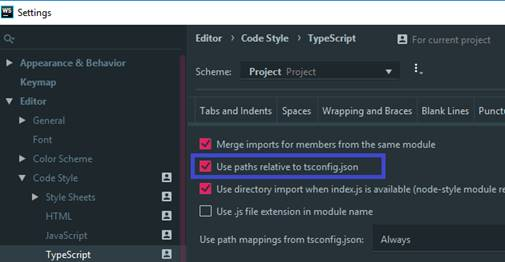 WS
Settings
Editor > Code Style > TypeScript
For current project
Scheme: Project Project
Tabs and Indents Spaces Wrapping and Braces Blank Lines
Appearance & Behavior
Keymap
Editor
General
Font
Color Scheme
Code Style
Style Sheets
HTML
JavaScript
TypeScript
Merge imports for members from the same module
Use paths relative to tsconfig.json
Use directory import when index.js is available (node-style module
Use .js file extension in module name
Use path mappings from tsconfig.json: Always